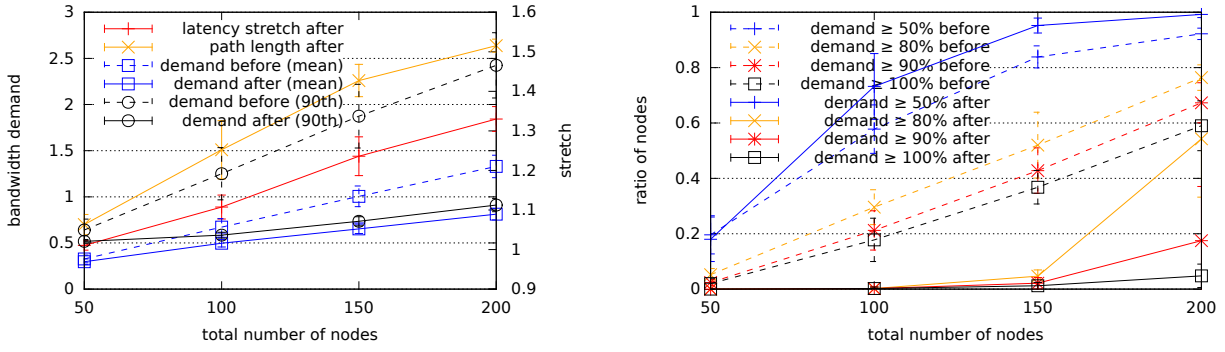 3
2.5
2
1.5
1
0.5
0
bandwidth demand
latency stretch after
path length after
demand before (mean)
demand after (mean)
demand before (90th)
demand after (90th)
1.6
1.5
1.4
1.3
1.2
1.1
1
0.9
stretch
50 100 150 200
total number of nodes
1
0.8
0.6
0.4
0.2
0
ratio of nodes
demand ≥ 50% before
demand ≥ 80% before
demand ≥ 90% before
demand ≥ 100% before
demand ≥ 50% after
demand ≥ 80% after
demand ≥ 90% after
demand ≥ 100% after
50 100 150 200
total number of nodes